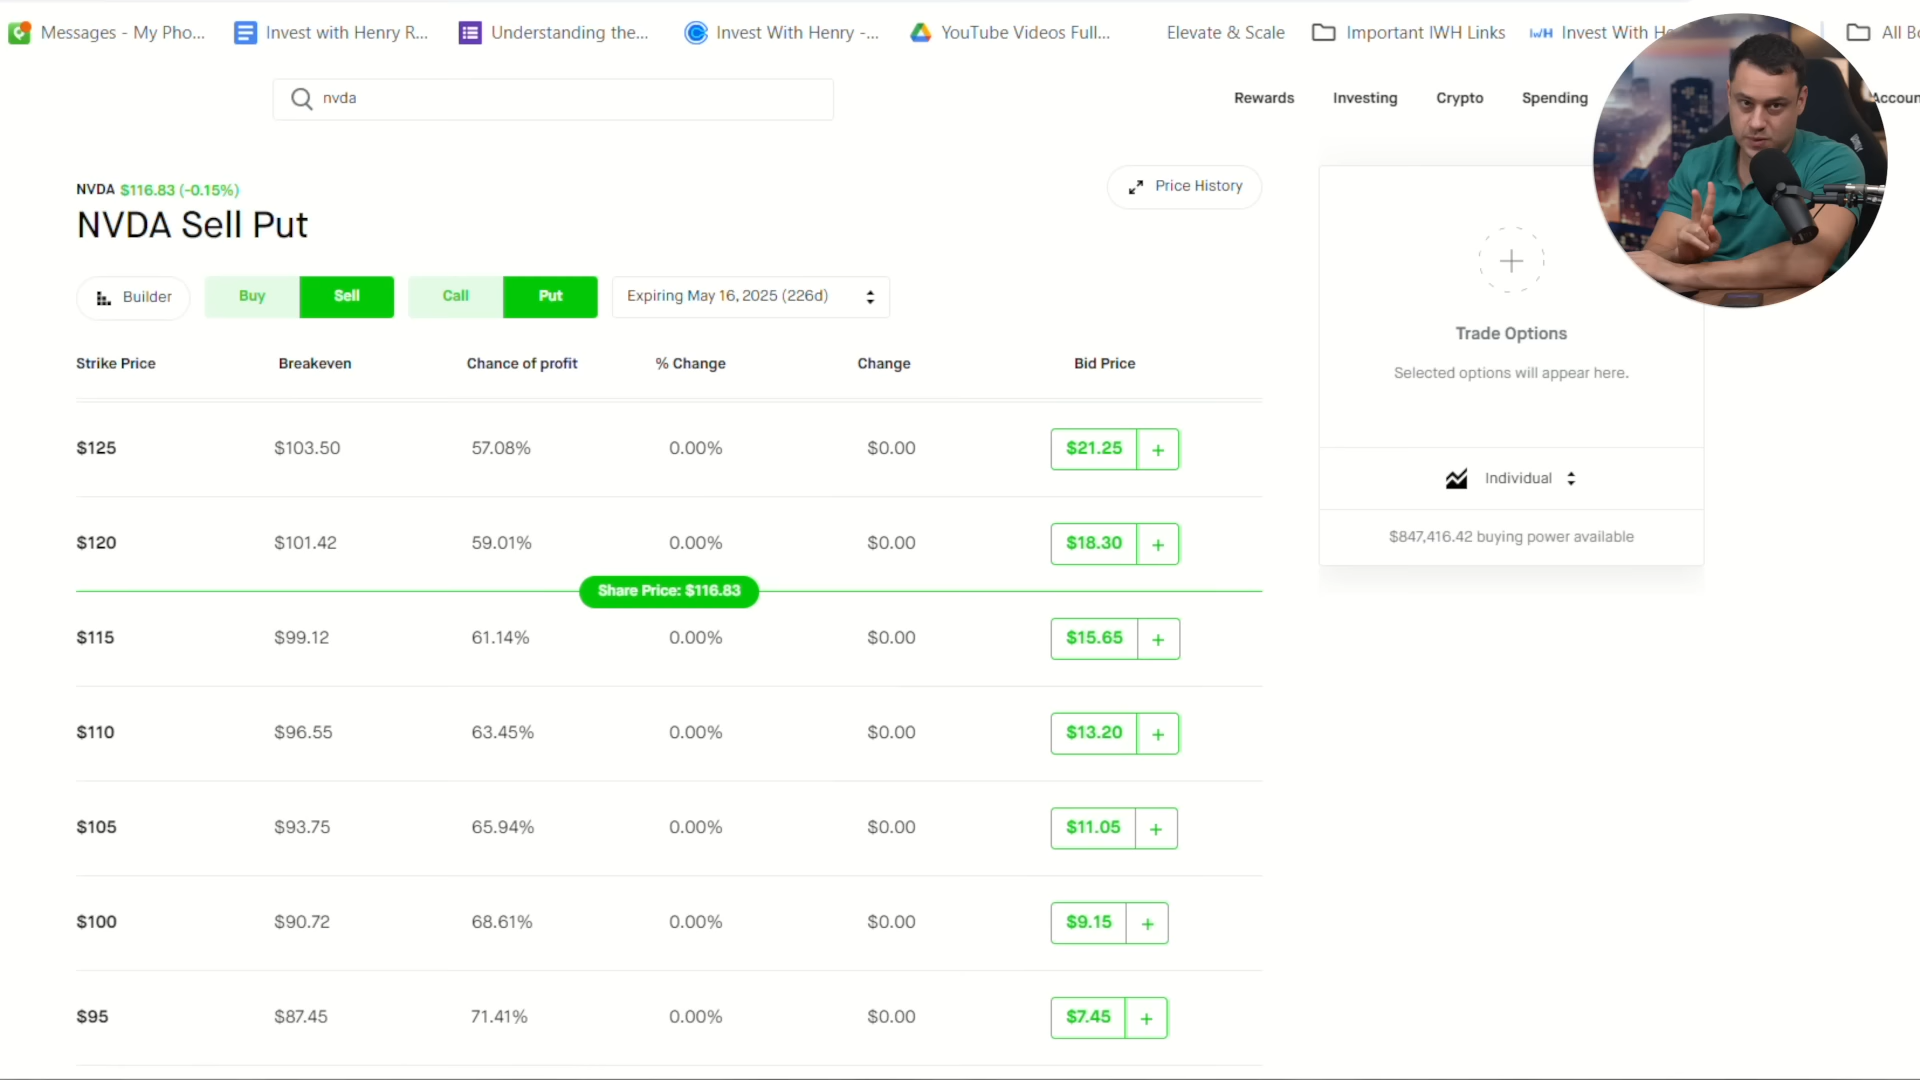 Messages - My Pho... Invest with Henry R... Understanding the... Invest With Henry -... YouTube Videos Full... Elevate & Scale Important IWH Links IWH Invest With All
nvda
Rewards Investing Crypto Spending
NVDA $116.83 (-0.15%)
NVDA Sell Put
Price History
Builder Buy Sell Call Put Expiring May 16, 2025 (226d)
Strike Price Breakeven Chance of profit % Change Change Bid Price
$125 $103.50 57.08% 0.00% $0.00 $21.25 +
$120 $101.42 59.01% 0.00% $0.00 $18.30 +
Share Price: $116.83
$115 $99.12 61.14% 0.00% $0.00 $15.65 +
$110 $96.55 63.45% 0.00% $0.00 $13.20 +
$105 $93.75 65.94% 0.00% $0.00 $11.05 +
$100 $90.72 68.61% 0.00% $0.00 $9.15 +
$95 $87.45 71.41% 0.00% $0.00 $7.45 +
Trade Options
Selected options will appear here.
Individual
$847,416.42 buying power available